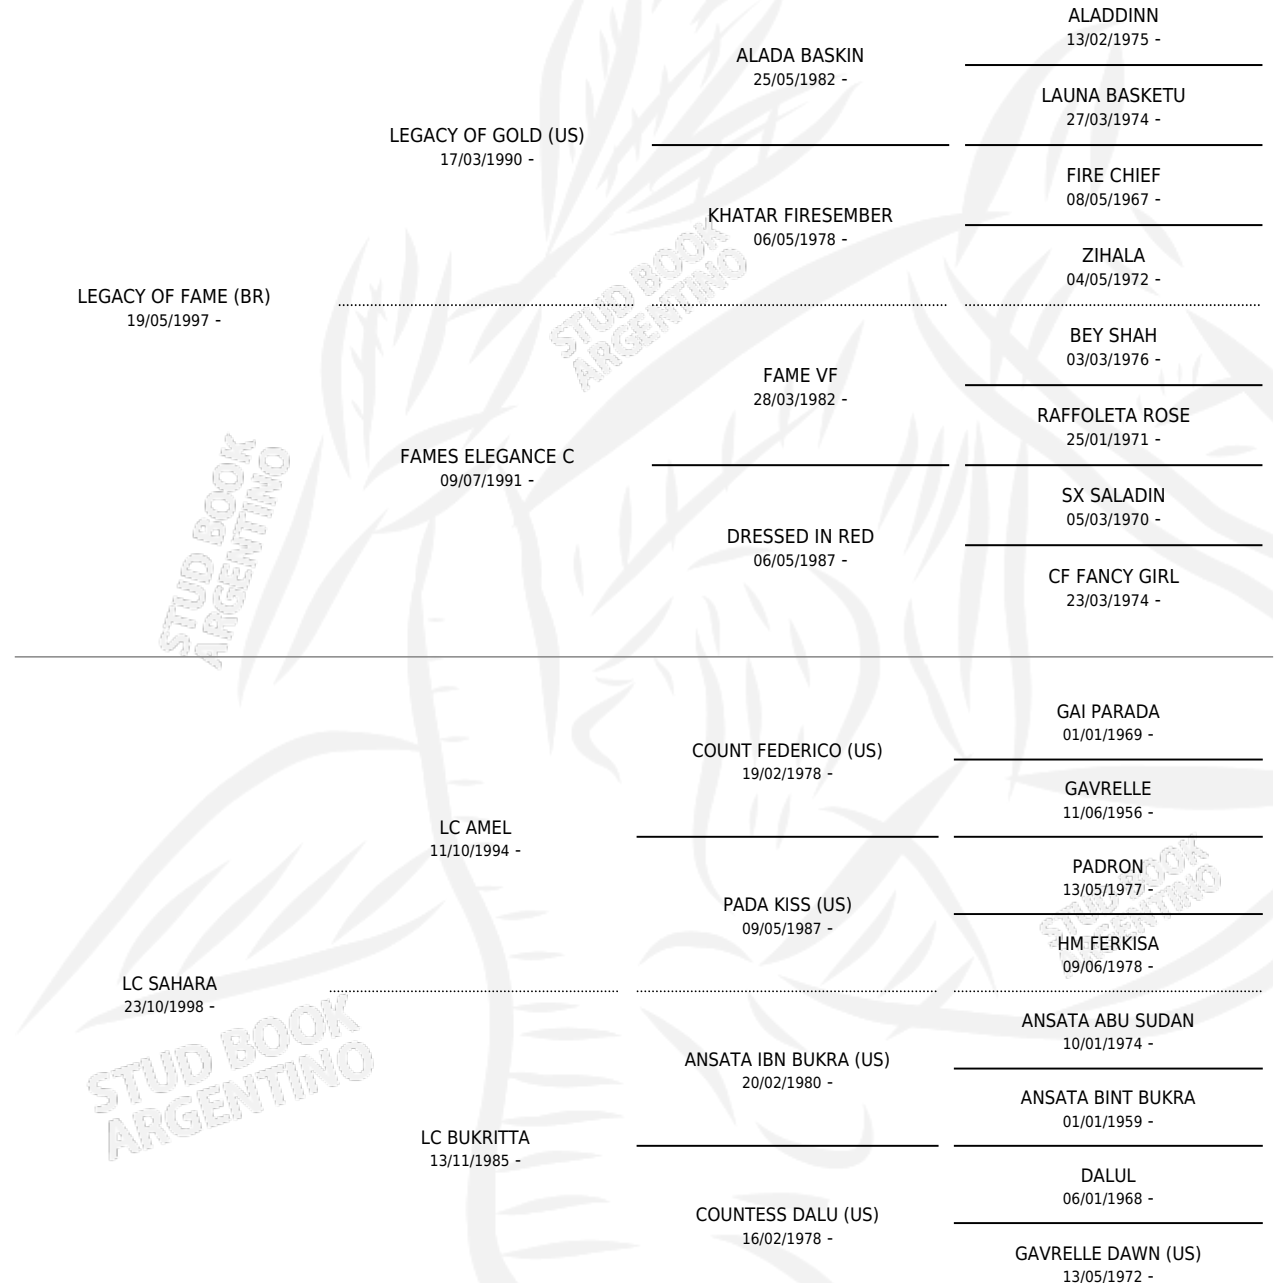 ALADDINN
13/02/1975 -
ALADA BASKIN
25/05/1982 -
LAUNA BASKETU
27/03/1974 -
LEGACY OF GOLD (US)
17/03/1990 -
FIRE CHIEF
08/05/1967 -
KHATAR FIRESEMBER
06/05/1978 -
ZIHALA
04/05/1972 -
LEGACY OF FAME (BR)
19/05/1997 -
BEY SHAH
03/03/1976 -
FAME VF
28/03/1982 -
RAFFOLETA ROSE
25/01/1971 -
FAMES ELEGANCE C
09/07/1991 -
SX SALADIN
05/03/1970 -
DRESSED IN RED
06/05/1987 -
CF FANCY GIRL
23/03/1974 -
GAI PARADA
01/01/1969 -
COUNT FEDERICO (US)
19/02/1978 -
GAVRELLE
11/06/1956 -
LC AMEL
11/10/1994 -
PADRON
13/05/1977 -
PADA KISS (US)
09/05/1987 -
HM FERKISA
09/06/1978 -
LC SAHARA
23/10/1998 -
ANSATA ABU SUDAN
10/01/1974 -
ANSATA IBN BUKRA (US)
20/02/1980 -
ANSATA BINT BUKRA
01/01/1959 -
LC BUKRITTA
13/11/1985 -
DALUL
06/01/1968 -
COUNTESS DALU (US)
16/02/1978 -
GAVRELLE DAWN (US)
13/05/1972 -
STUD BOOK
ARGENTINO
STUD BOOK
ARGENTINO
STUD BOOK
ARGENTINO
STUD BOOK
ARGENTINO